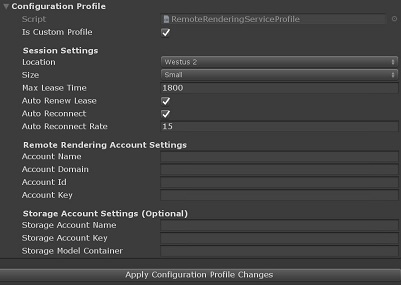 Configuration Profile
Script RemoteRenderingServiceProfile
Is Custom Profile
Session Settings
Location Westus 2
Size Small
Max Lease Time 1800
Auto Renew Lease
Auto Reconnect
Auto Reconnect Rate 15
Remote Rendering Account Settings
Account Name
Account Domain
Account Id
Account Key
Storage Account Settings (Optional)
Storage Account Name
Storage Account Key
Storage Model Container
Apply Configuration Profile Changes